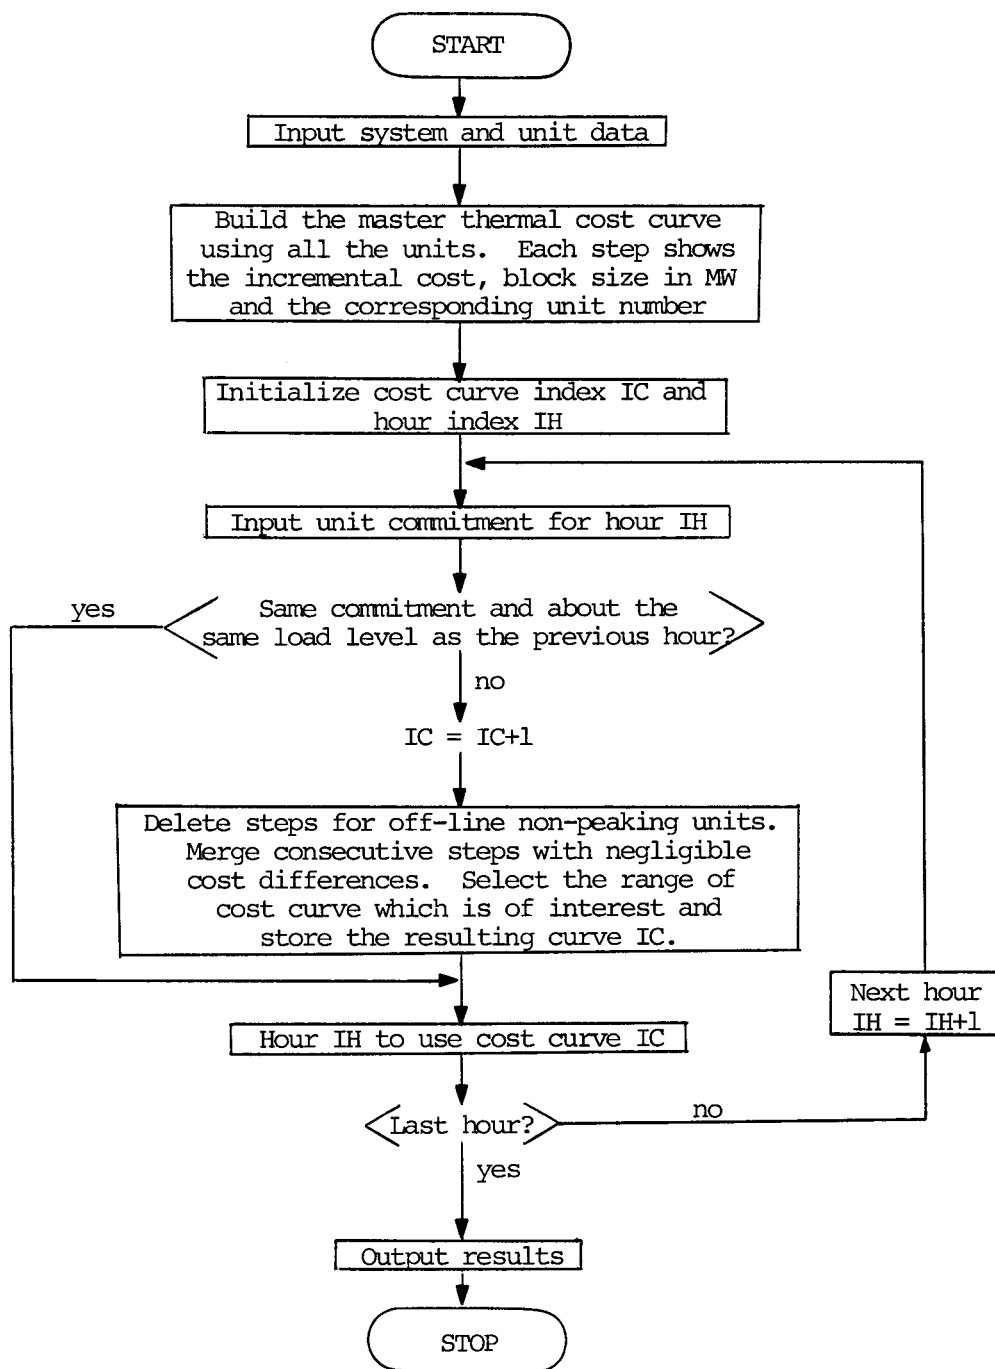 START
Input system and unit data
Build the master thermal cost curve
using all the units. Each step shows
the incremental cost, block size in MW
and the corresponding unit number
Initialize cost curve index IC and
hour index IH
Input unit commitment for hour IH
yes
Same commitment and about the
same load level as the previous hour?
no
IC = IC+1
Delete steps for off-line non-peaking units.
Merge consecutive steps with negligible
cost differences. Select the range of
cost curve which is of interest and
store the resulting curve IC.
Next hour
IH = IH+1
Hour IH to use cost curve IC
Last hour?
no
yes
Output results
STOP